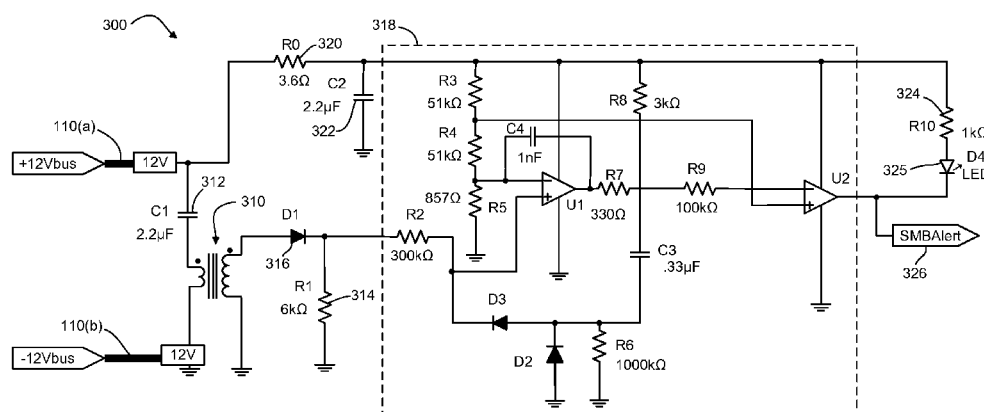 300
318
R0
320
3.6Ω
C2
2.2µF
322
R3
51kΩ
R8
3kΩ
324
R10
1kΩ
110(a)
+12Vbus
12V
312
R4
51kΩ
C4
1nF
325
D4
LED
C1
2.2µF
310
D1
316
857Ω
R5
U1
R7
330Ω
R9
100kΩ
U2
R2
300kΩ
R1
6kΩ
314
C3
.33µF
SMBAlert
326
110(b)
-12Vbus
12V
D3
D2
R6
1000kΩ